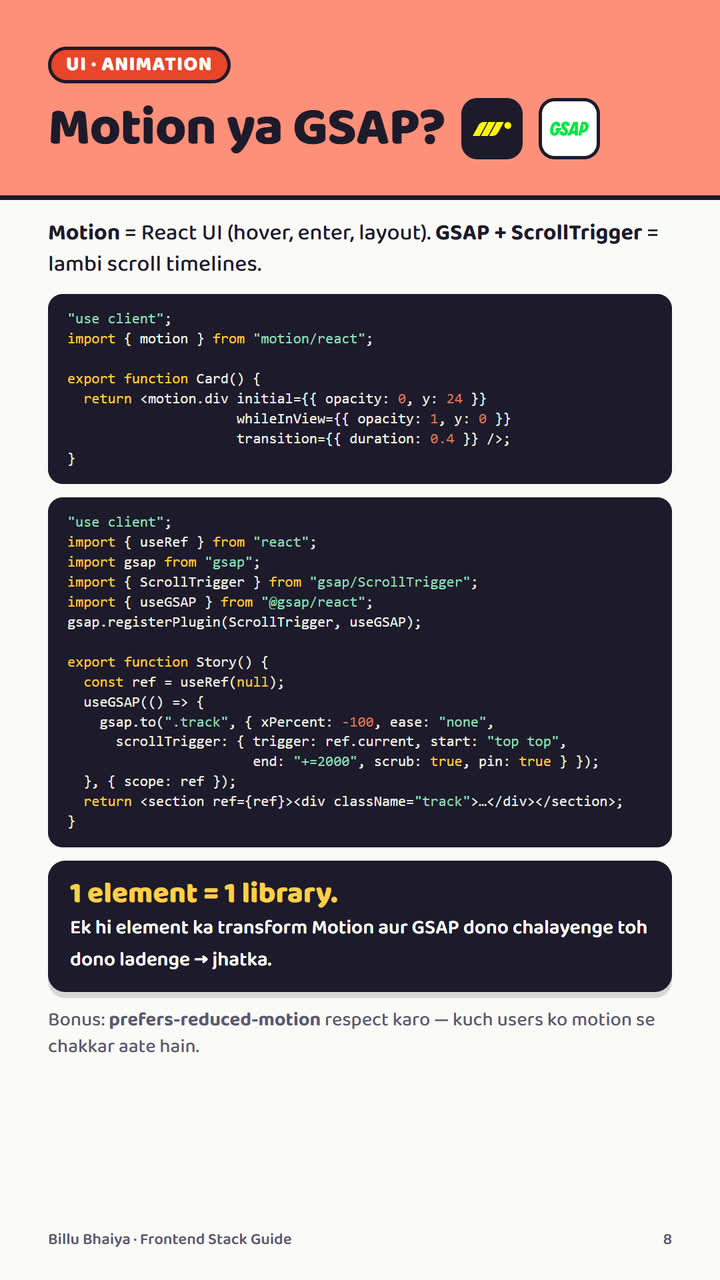 UI · ANIMATION
Motion ya GSAP?
GSAP
Motion = React UI (hover, enter, layout). GSAP + ScrollTrigger =
lambi scroll timelines.
"use client";
import { motion } from "motion/react";
export function Card() {
  return <motion.div initial={{ opacity: 0, y: 24 }}
                     whileInView={{ opacity: 1, y: 0 }}
                     transition={{ duration: 0.4 }} />;
}
"use client";
import { useRef } from "react";
import gsap from "gsap";
import { ScrollTrigger } from "gsap/ScrollTrigger";
import { useGSAP } from "@gsap/react";
gsap.registerPlugin(ScrollTrigger, useGSAP);
export function Story() {
  const ref = useRef(null);
  useGSAP(() => {
    gsap.to(".track", { xPercent: -100, ease: "none",
      scrollTrigger: { trigger: ref.current, start: "top top",
                       end: "+=2000", scrub: true, pin: true } });
  }, { scope: ref });
  return <section ref={ref}><div className="track">…</div></section>;
}
1 element = 1 library.
Ek hi element ka transform Motion aur GSAP dono chalayenge toh
dono ladenge → jhatka.
Bonus: prefers-reduced-motion respect karo — kuch users ko motion se
chakkar aate hain.
Billu Bhaiya · Frontend Stack Guide
8